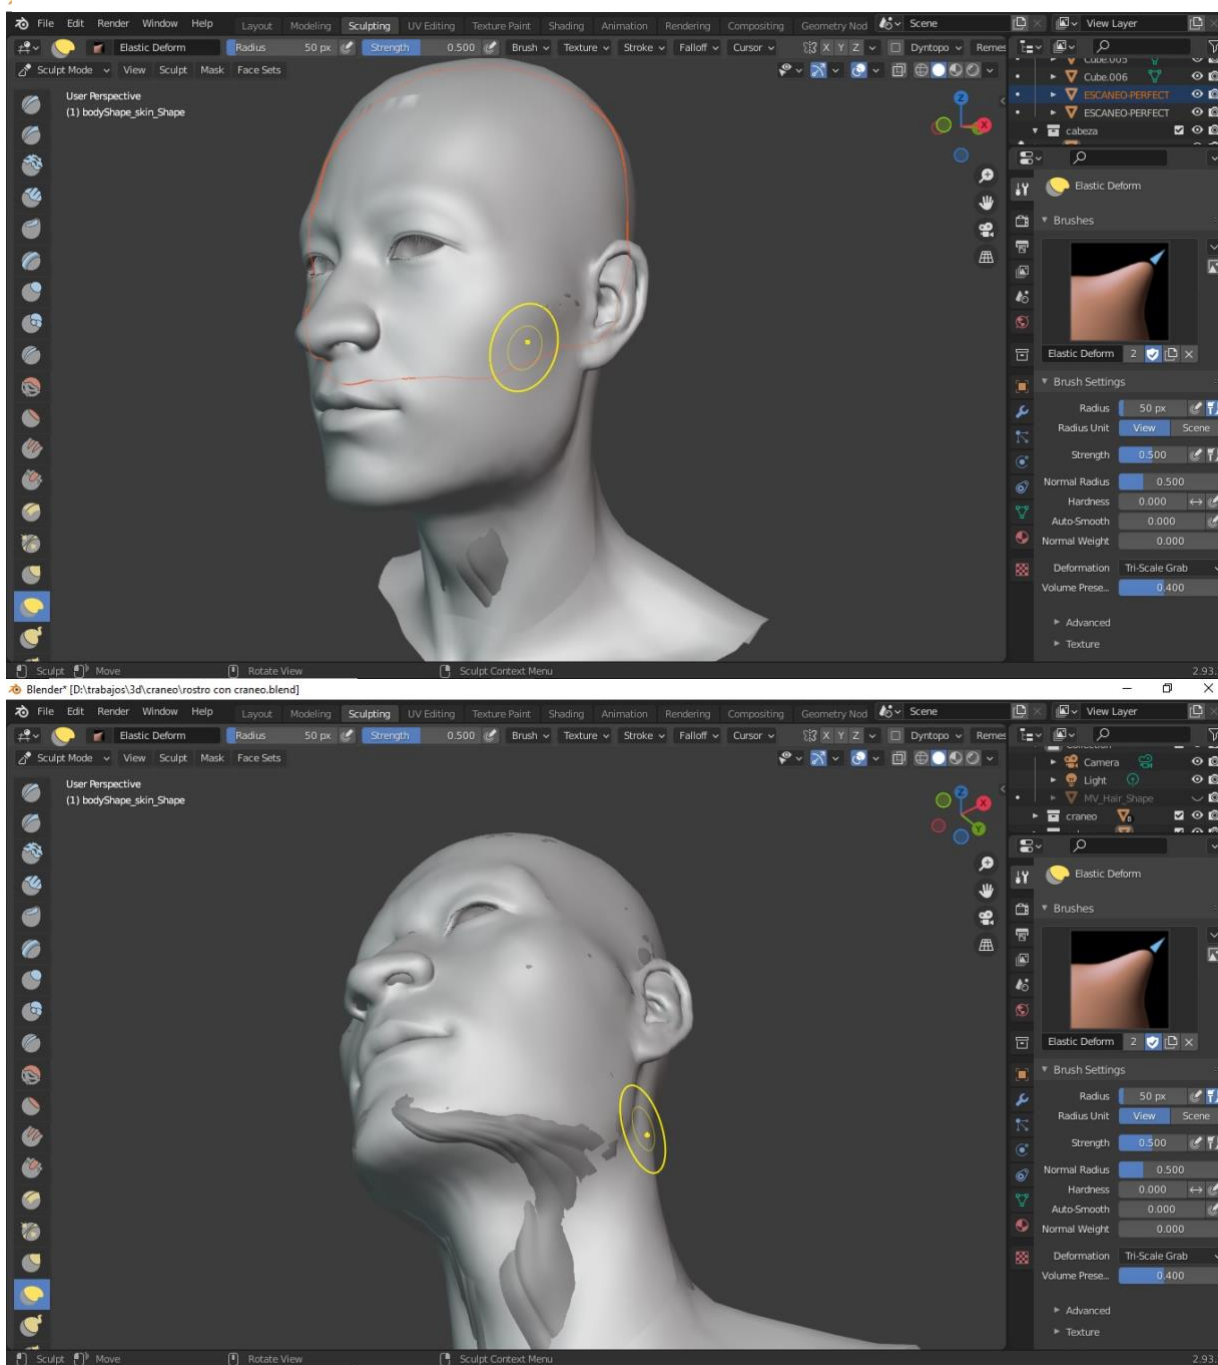 File Edit Render Window Help Layout Modeling Sculpting UV Editing Texture Paint Shading Animation Rendering Compositing Geometry Nod Scene View Layer
Elastic Deform Radius 50 px Strength 0.500 Brush Texture Stroke Falloff Cursor X Y Z Dyntopo Remes
Sculpt Mode View Sculpt Mask Face Sets
User Perspective
(1) bodyShape_skin_Shape
Z
X
Cube.005
Cube.006
ESCANEO-PERFECT
ESCANEO-PERFECT
cabeza
Elastic Deform
Brushes
Elastic Deform 2
Brush Settings
Radius 50 px
Radius Unit View Scene
Strength 0.500
Normal Radius 0.500
Hardness 0.000
Auto-Smooth 0.000
Normal Weight 0.000
Deformation Tri-Scale Grab
Volume Prese... 0.400
Advanced
Texture
Sculpt Move Rotate View Sculpt Context Menu 2.93.
Blender* [D:\trabajos\3d\craneo\rostro con craneo.blend]
File Edit Render Window Help Layout Modeling Sculpting UV Editing Texture Paint Shading Animation Rendering Compositing Geometry Nod Scene View Layer
Elastic Deform Radius 50 px Strength 0.500 Brush Texture Stroke Falloff Cursor X Y Z Dyntopo Remes
Sculpt Mode View Sculpt Mask Face Sets
User Perspective
(1) bodyShape_skin_Shape
Z
X
Y
Collection
Camera
Light
MV_Hair_Shape
craneo
Elastic Deform
Brushes
Elastic Deform 2
Brush Settings
Radius 50 px
Radius Unit View Scene
Strength 0.500
Normal Radius 0.500
Hardness 0.000
Auto-Smooth 0.000
Normal Weight 0.000
Deformation Tri-Scale Grab
Volume Prese... 0.400
Advanced
Texture
Sculpt Move Rotate View Sculpt Context Menu 2.93.